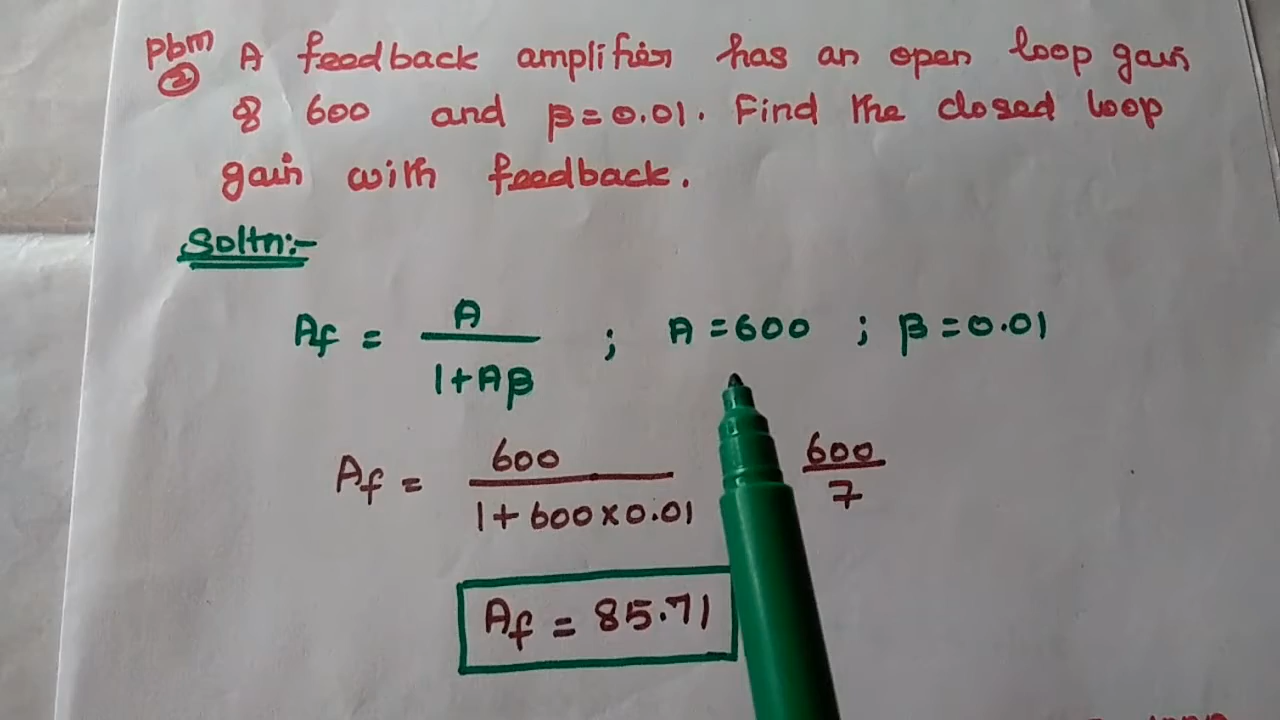 Pbm A feedback amplifier has an open loop gain
② of 600 and β=0.01. Find the closed loop
gain with feedback.
Soltn:-
Af = A / 1+Aβ ; A=600 ; β=0.01
Af = 600 / 1+600×0.01 600 / 7
Af = 85.71